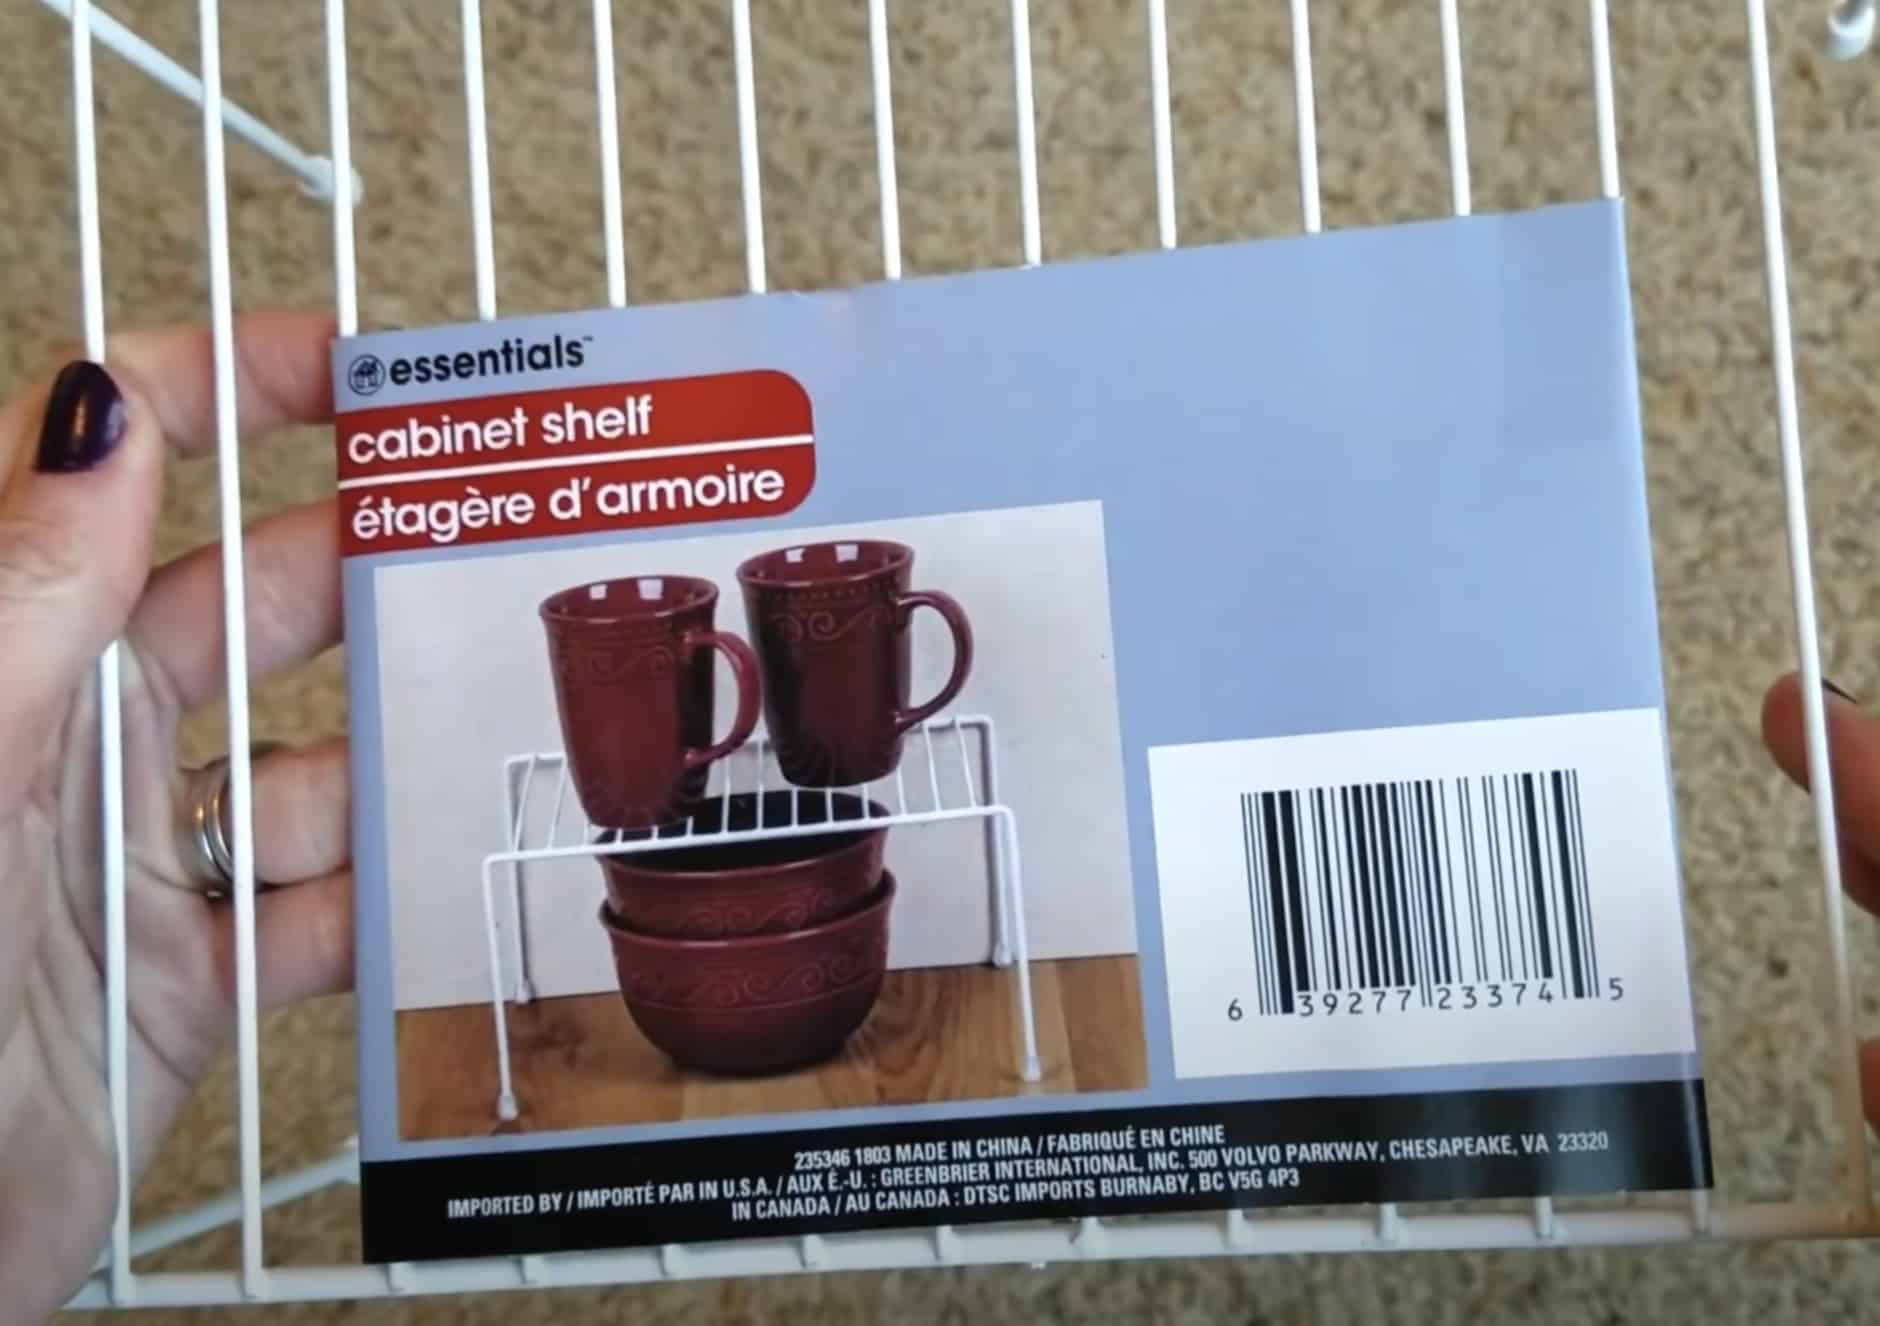 essentials™
cabinet shelf
étagère d'armoire
6 39277 23374 5
235346 1803 MADE IN CHINA / FABRIQUÉ EN CHINE
IMPORTED BY / IMPORTÉ PAR IN U.S.A. / AUX É.-U. : GREENBRIER INTERNATIONAL, INC. 500 VOLVO PARKWAY, CHESAPEAKE, VA 23320
IN CANADA / AU CANADA : DTSC IMPORTS BURNABY, BC V5G 4P3